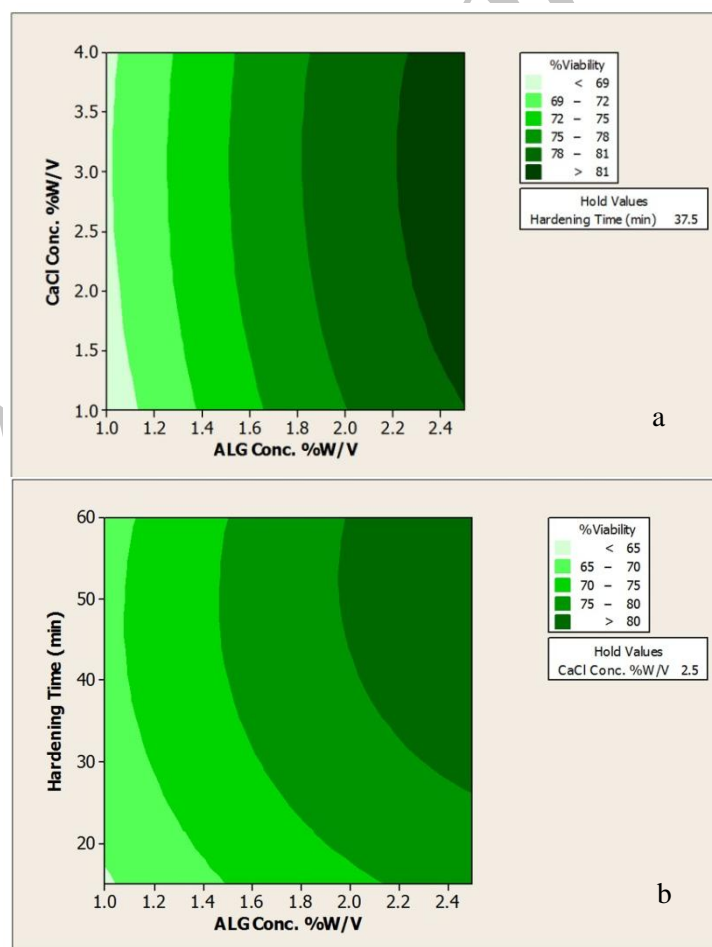 %Viability
< 69
69 – 72
72 – 75
75 – 78
78 – 81
> 81
Hold Values
Hardening Time (min) 37.5
CaCl Conc. %W/V
4.0
3.5
3.0
2.5
2.0
1.5
1.0
1.0 1.2 1.4 1.6 1.8 2.0 2.2 2.4
ALG Conc. %W/V
a
%Viability
< 65
65 – 70
70 – 75
75 – 80
> 80
Hold Values
CaCl Conc. %W/V 2.5
Hardening Time (min)
60
50
40
30
20
1.0 1.2 1.4 1.6 1.8 2.0 2.2 2.4
ALG Conc. %W/V
b